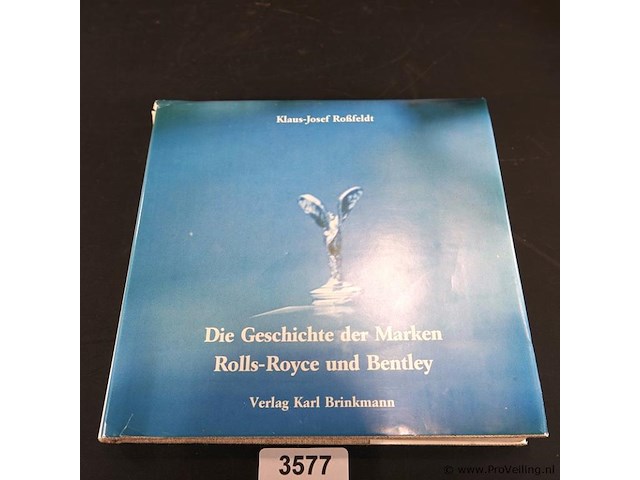 Klaus-Josef Roßfeldt
Die Geschichte der Marken
Rolls-Royce und Bentley
Verlag Karl Brinkmann
3577
© www.ProVeiling.nl